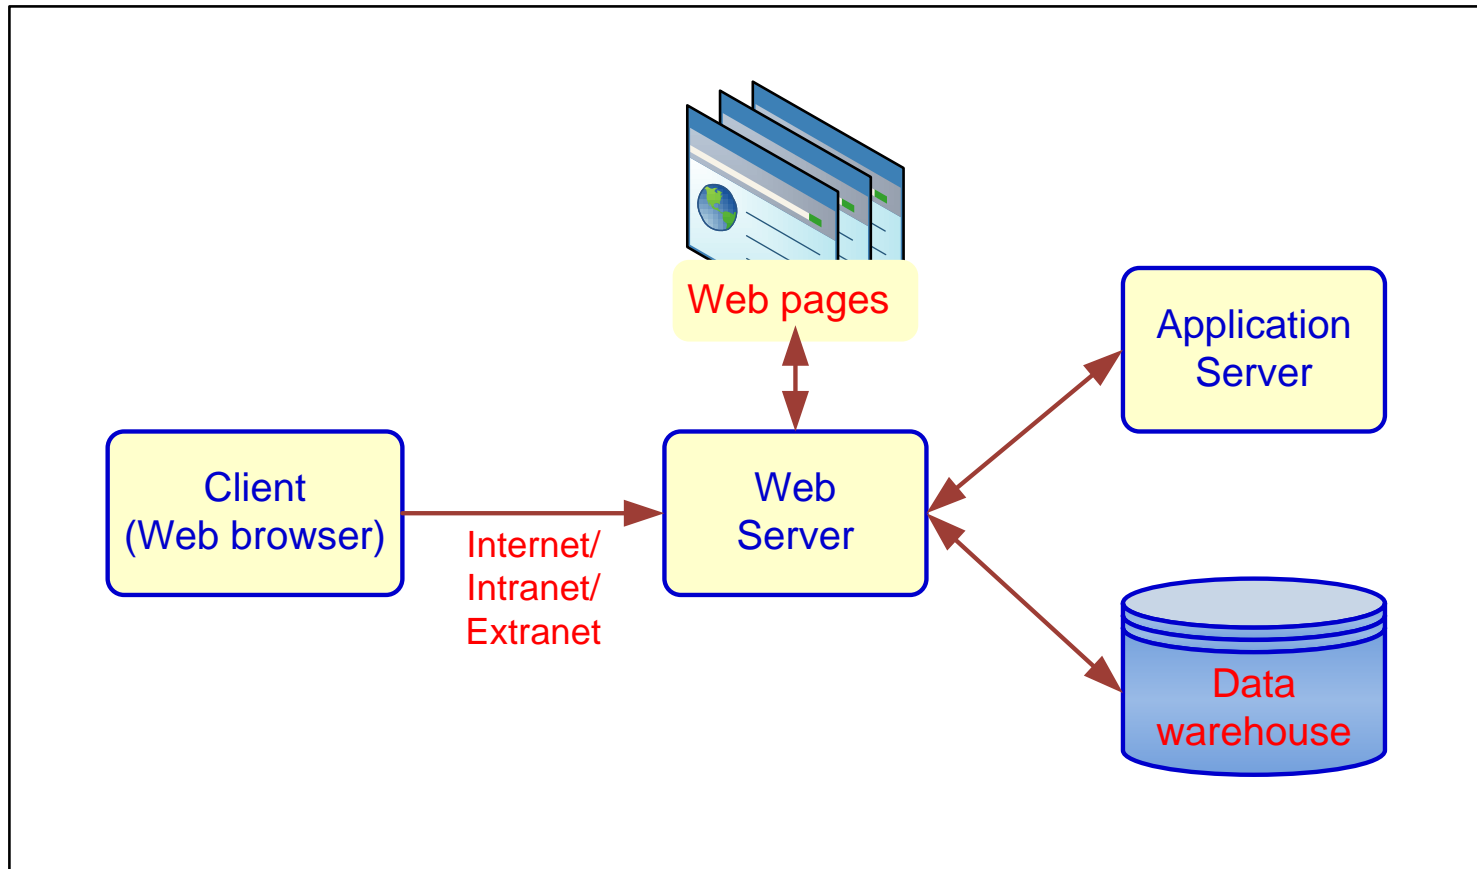 Web pages
Application
Server
Client
(Web browser)
Internet/
Intranet/
Extranet
Web
Server
Data
warehouse